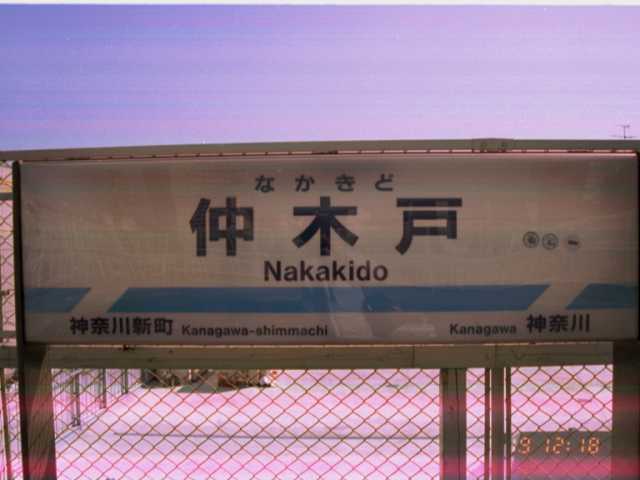 なかきど
仲木戸
Nakakido
神奈川新町 Kanagawa-shimmachi
Kanagawa 神奈川
12:18